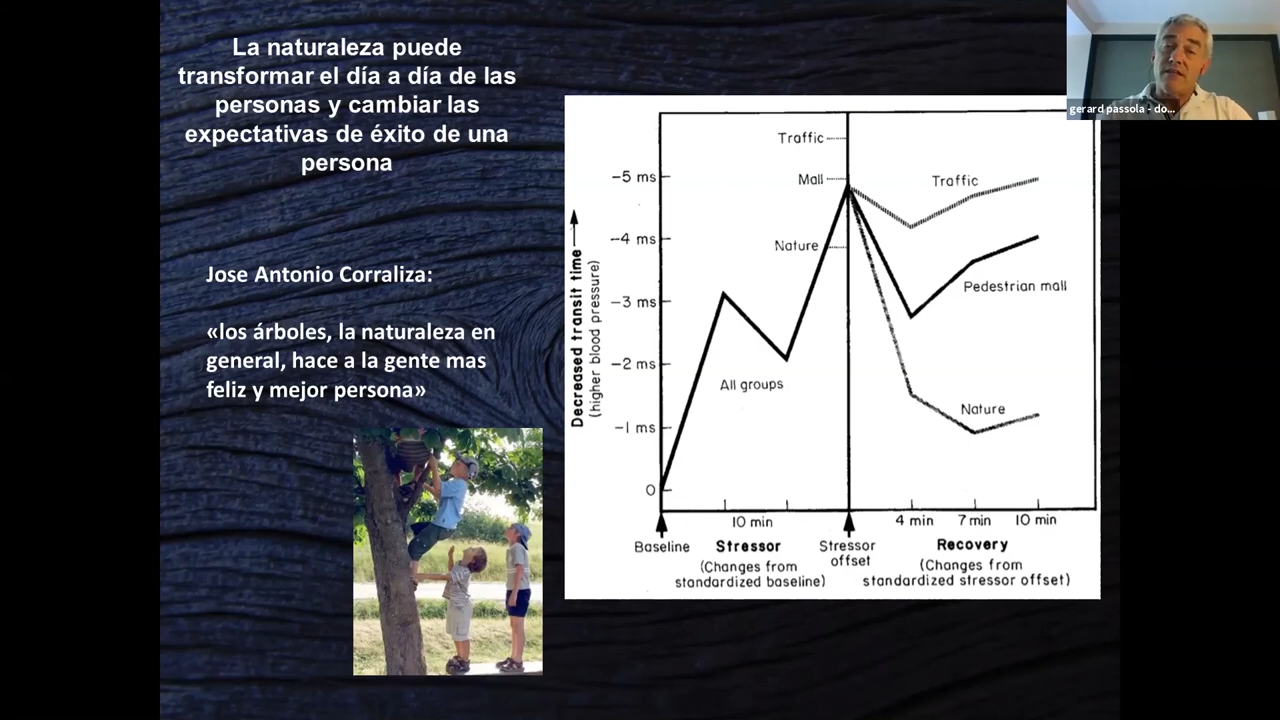 La naturaleza puede
transformar el día a día de las
personas y cambiar las
expectativas de éxito de una
persona
Jose Antonio Corraliza:
«los árboles, la naturaleza en
general, hace a la gente mas
feliz y mejor persona»
gerard passola - do...
Decreased transit time
(higher blood pressure)
-5 ms
-4 ms
-3 ms
-2 ms
-1 ms
0
Traffic
Mall
Nature
All groups
Traffic
Pedestrian mall
Nature
10 min
4 min 7 min 10 min
Baseline
Stressor
(Changes from
standardized baseline)
Stressor
offset
Recovery
(Changes from
standardized stressor offset)